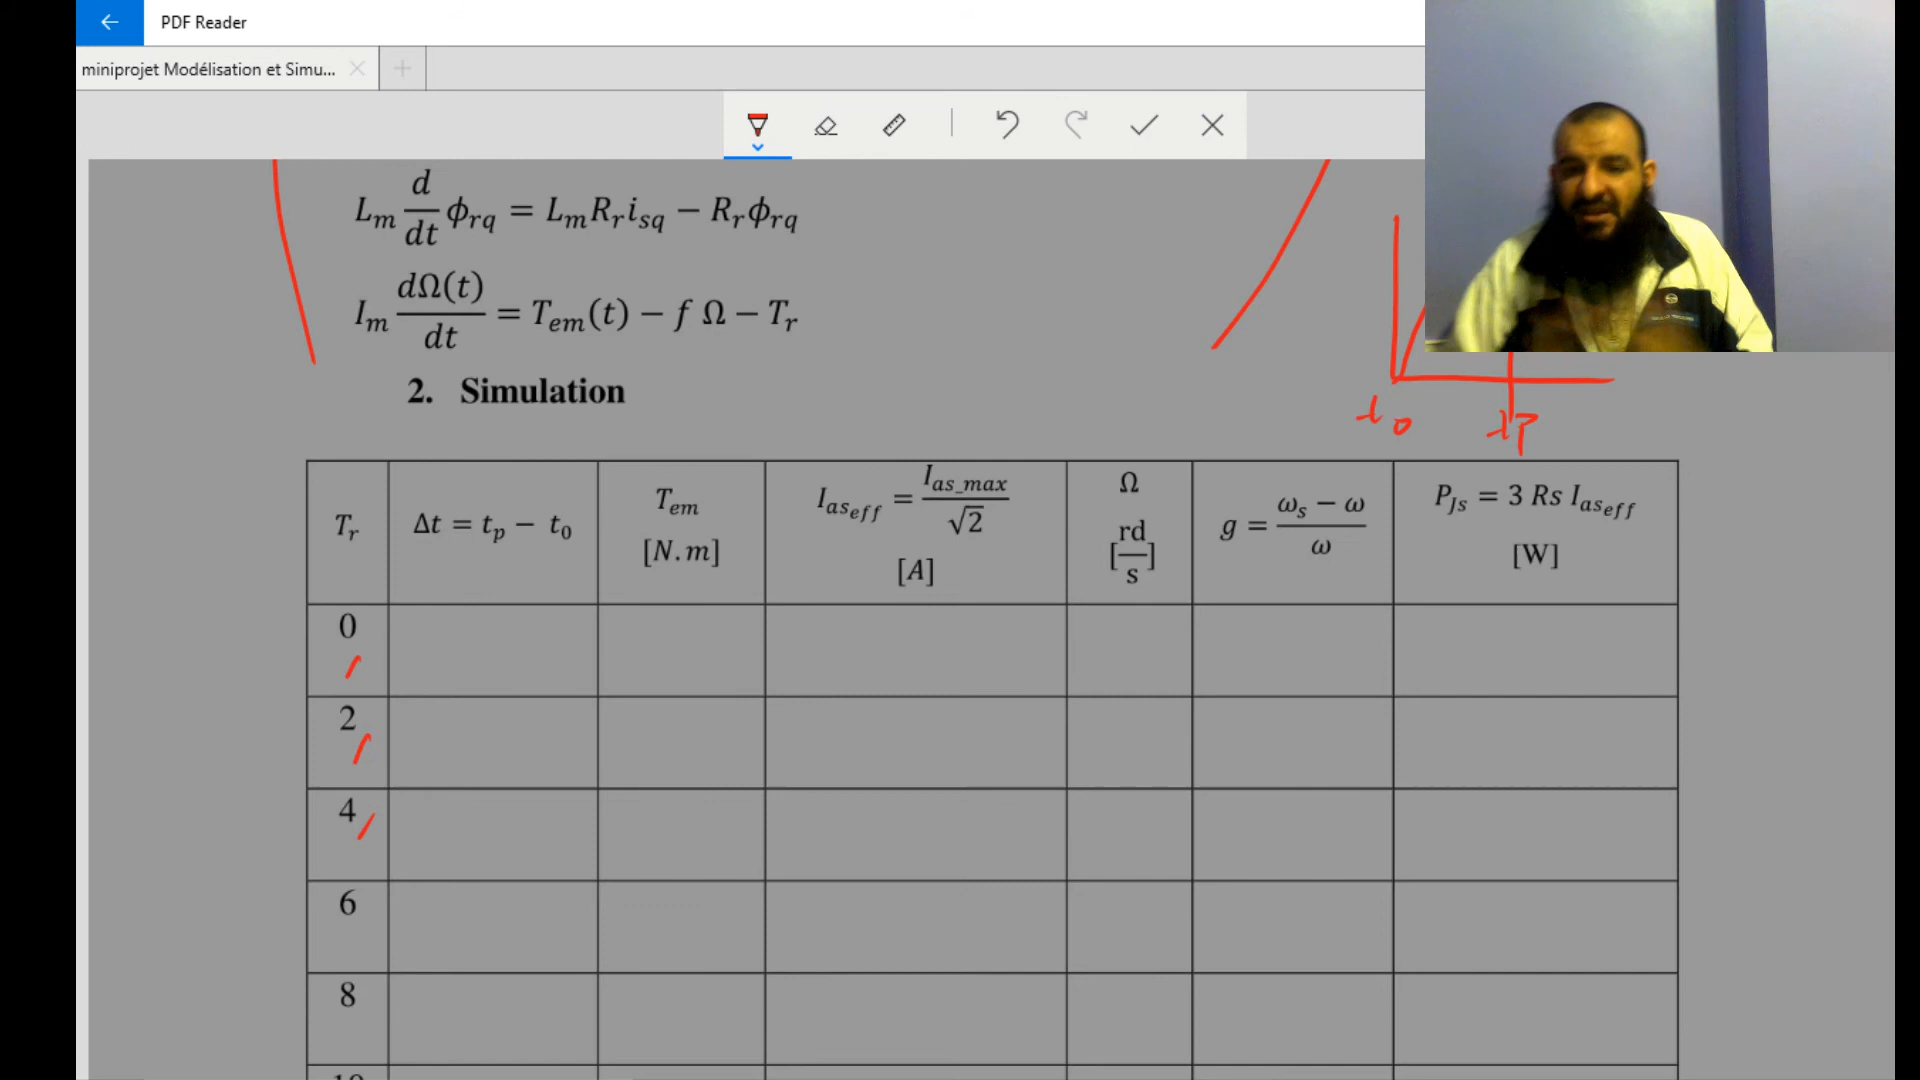 PDF Reader
miniprojet Modélisation et Simu...
L_m d/dt ϕ_rq = L_m R_r i_sq − R_r ϕ_rq
I_m dΩ(t)/dt = T_em(t) − f Ω − T_r
2. Simulation
t_0 tp
T_r
Δt = t_p − t_0
T_em
[N.m]
I_as_eff = I_as_max/√2
[A]
Ω
[rd/s]
g = (ω_s − ω)/ω
P_Js = 3 Rs I_as_eff
[W]
0
2
4
6
8